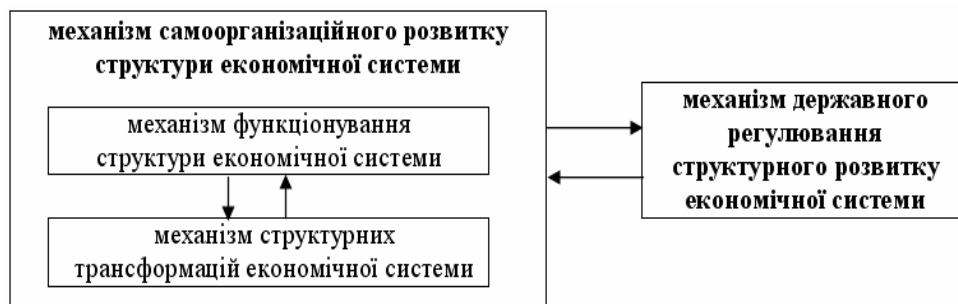 механізм самоорганізаційного розвитку
структури економічної системи
механізм функціонування
структури економічної системи
механізм структурних
трансформацій економічної системи
механізм державного
регулювання
структурного розвитку
економічної системи